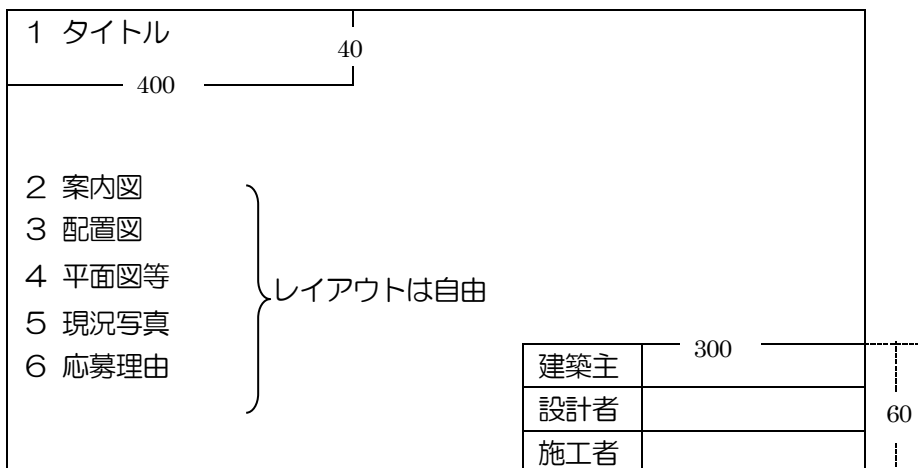 １ タイトル
40
400
２ 案内図
３ 配置図
４ 平面図等
レイアウトは自由
５ 現況写真
６ 応募理由
300
建築主
設計者
60
施工者